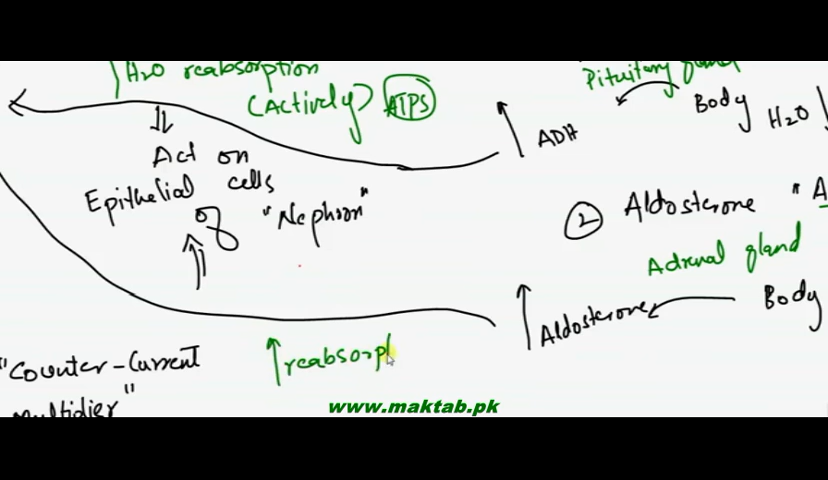 H2O reabsorption
(Actively) ATPS
Pituitary gland
Body
H2O
ADH
Act on
Epithelial cells
of "Nephron"
2 Aldosterone "A
Adrenal gland
Aldosterone
Body
"Counter-Current
Multiplier"
reabsorp
www.maktab.pk